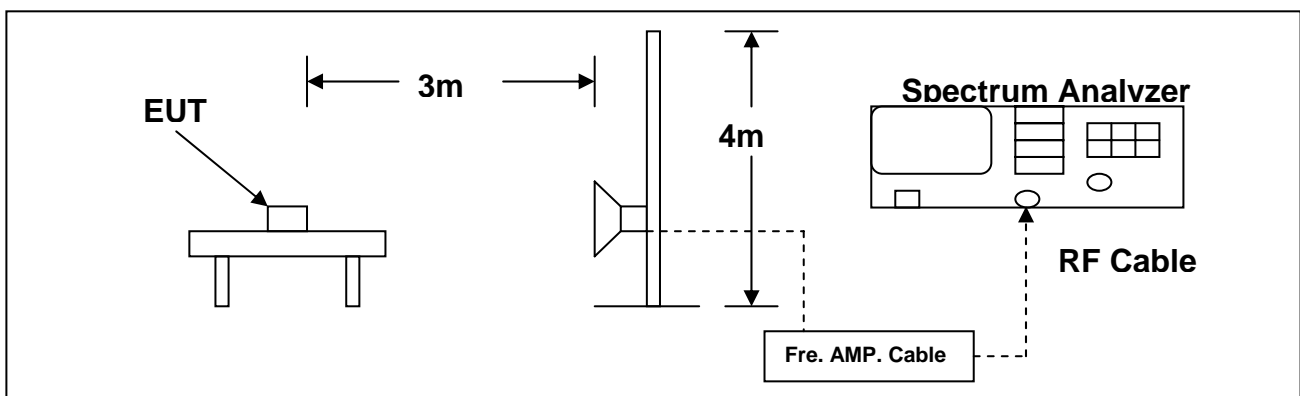 3m
Spectrum Analyzer
EUT
4m
RF Cable
Fre. AMP. Cable